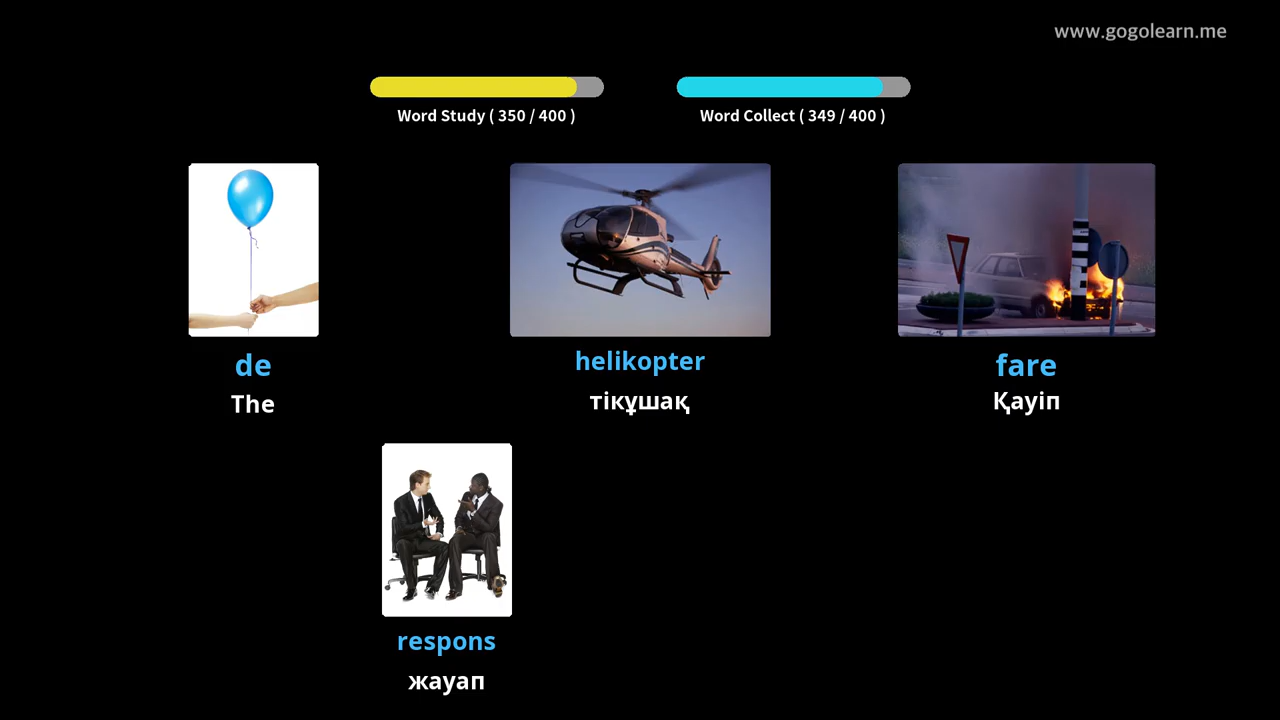 www.gogolearn.me
Word Study ( 350 / 400 )
Word Collect ( 349 / 400 )
de
The
helikopter
тікұшақ
fare
Қауіп
respons
жауап